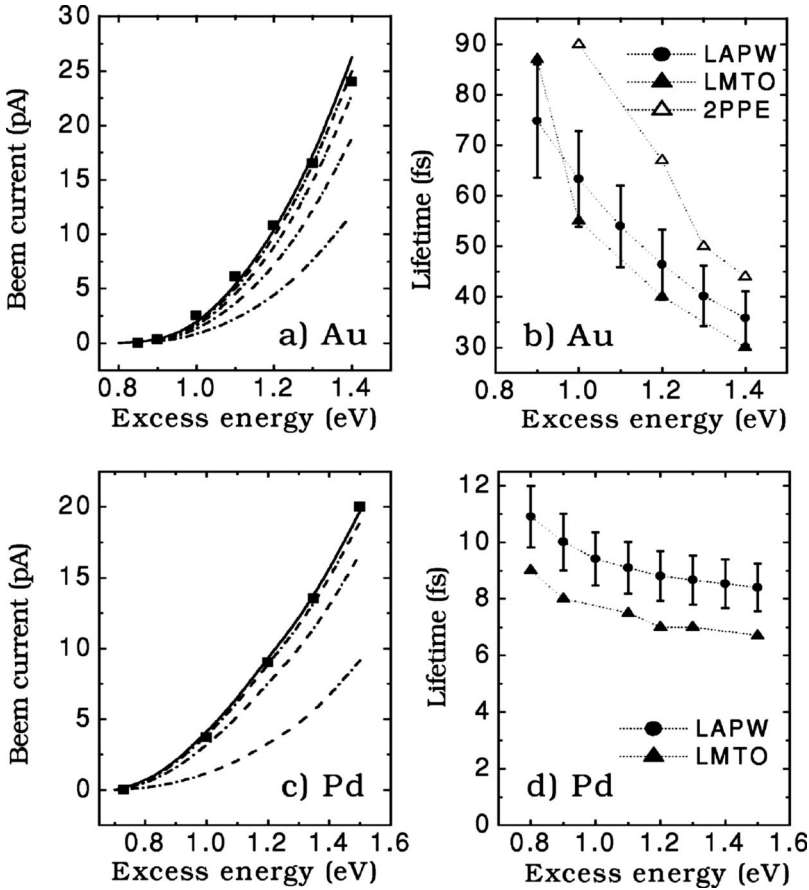 30
25
20
15
10
5
0
Beem current (pA)
a) Au
0.8 1.0 1.2 1.4
Excess energy (eV)
90
80
70
60
50
40
30
Lifetime (fs)
LAPW
LMTO
2PPE
b) Au
0.8 1.0 1.2 1.4
Excess energy (eV)
20
15
10
5
0
Beem current (pA)
c) Pd
0.8 1.0 1.2 1.4 1.6
Excess energy (eV)
12
10
8
6
4
2
0
Lifetime (fs)
LAPW
LMTO
d) Pd
0.8 1.0 1.2 1.4 1.6
Excess energy (eV)